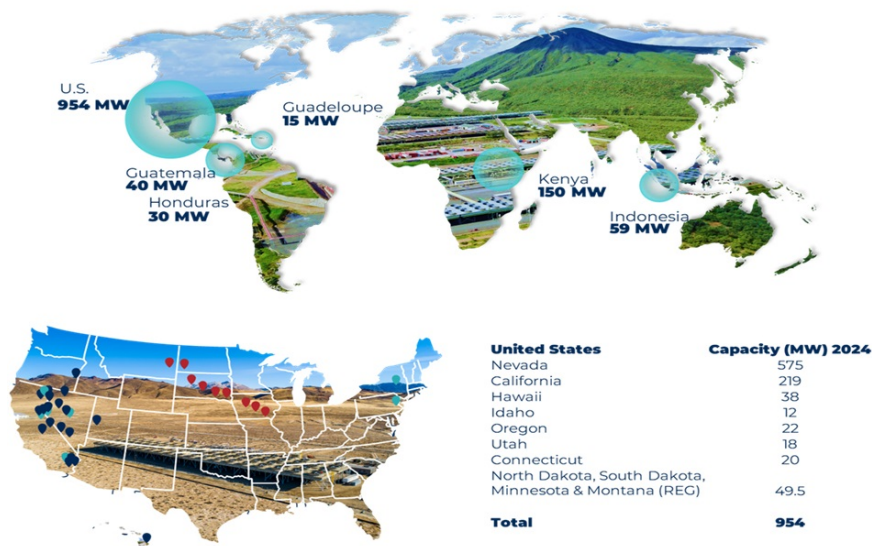 U.S.
954 MW
Guadeloupe
15 MW
Guatemala
40 MW
Honduras
30 MW
Kenya
150 MW
Indonesia
59 MW
United States Capacity (MW) 2024
Nevada 575
California 219
Hawaii 38
Idaho 12
Oregon 22
Utah 18
Connecticut 20
North Dakota, South Dakota,
Minnesota & Montana (REG) 49.5
Total 954